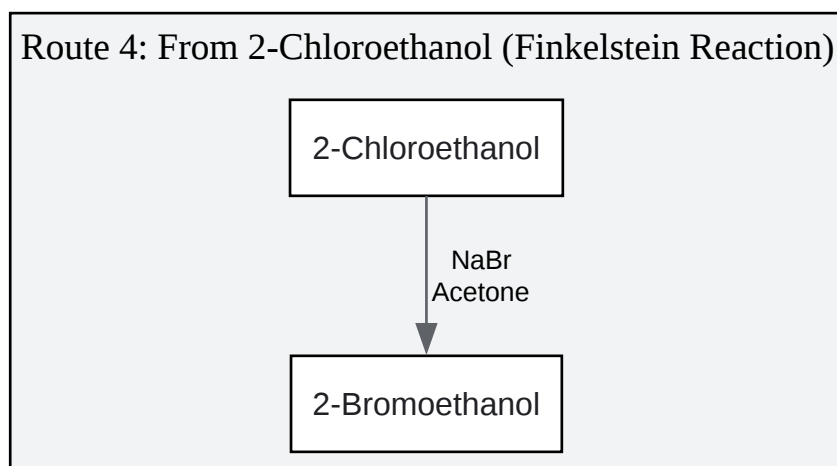 Route 4: From 2-Chloroethanol (Finkelstein Reaction)
2-Chloroethanol
NaBr
Acetone
2-Bromoethanol